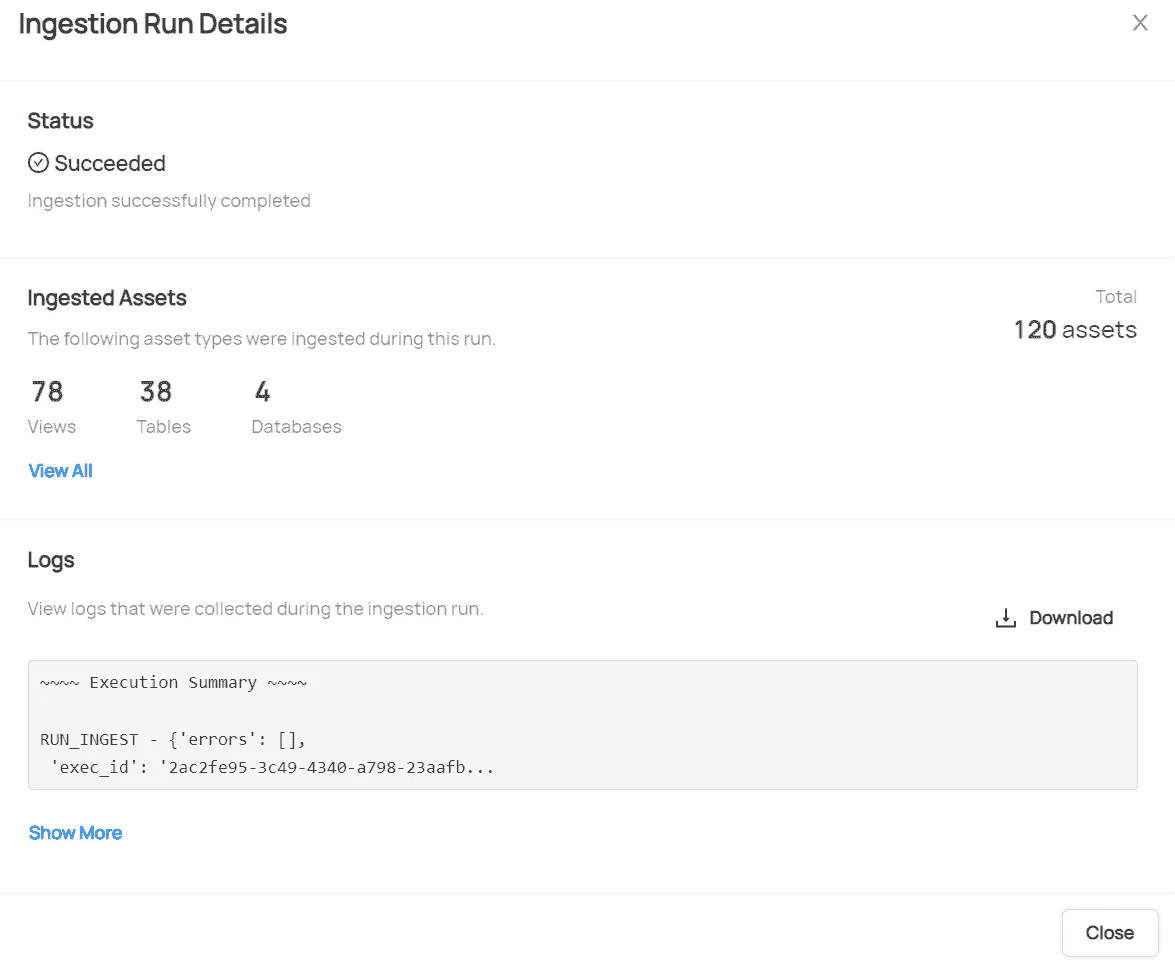 Ingestion Run Details
Status
Succeeded
Ingestion successfully completed
Ingested Assets
Total
The following asset types were ingested during this run.
120 assets
78 38 4
Views Tables Databases
View All
Logs
View logs that were collected during the ingestion run.
Download
~~~~ Execution Summary ~~~~
RUN_INGEST - {'errors': [],
'exec_id': '2ac2fe95-3c49-4340-a798-23aafb...
Show More
Close